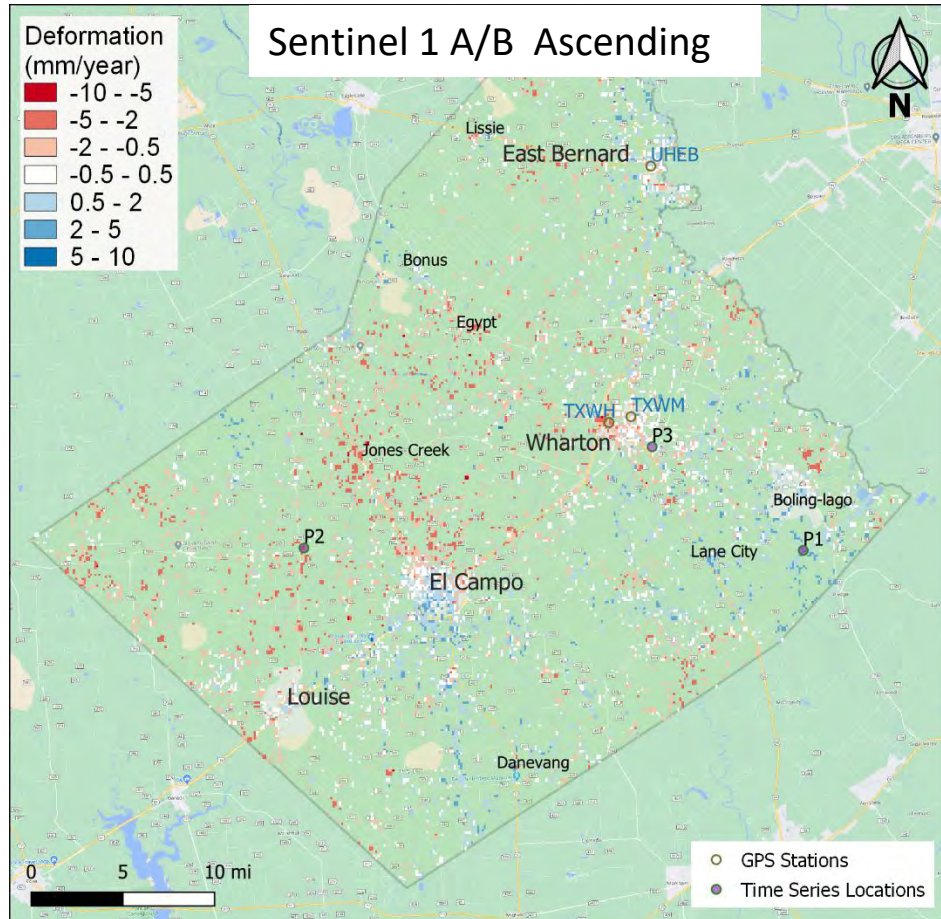 Sentinel 1 A/B Ascending
Deformation
(mm/year)
-10 - -5
-5 - -2
-2 - -0.5
-0.5 - 0.5
0.5 - 2
2 - 5
5 - 10
N
Lissie
East Bernard
UHEB
Bonus
Egypt
TXWH
TXWM
Wharton
P3
Jones Creek
Boling-lago
P2
Lane City
P1
El Campo
Louise
Danevang
0 5 10 mi
GPS Stations
Time Series Locations